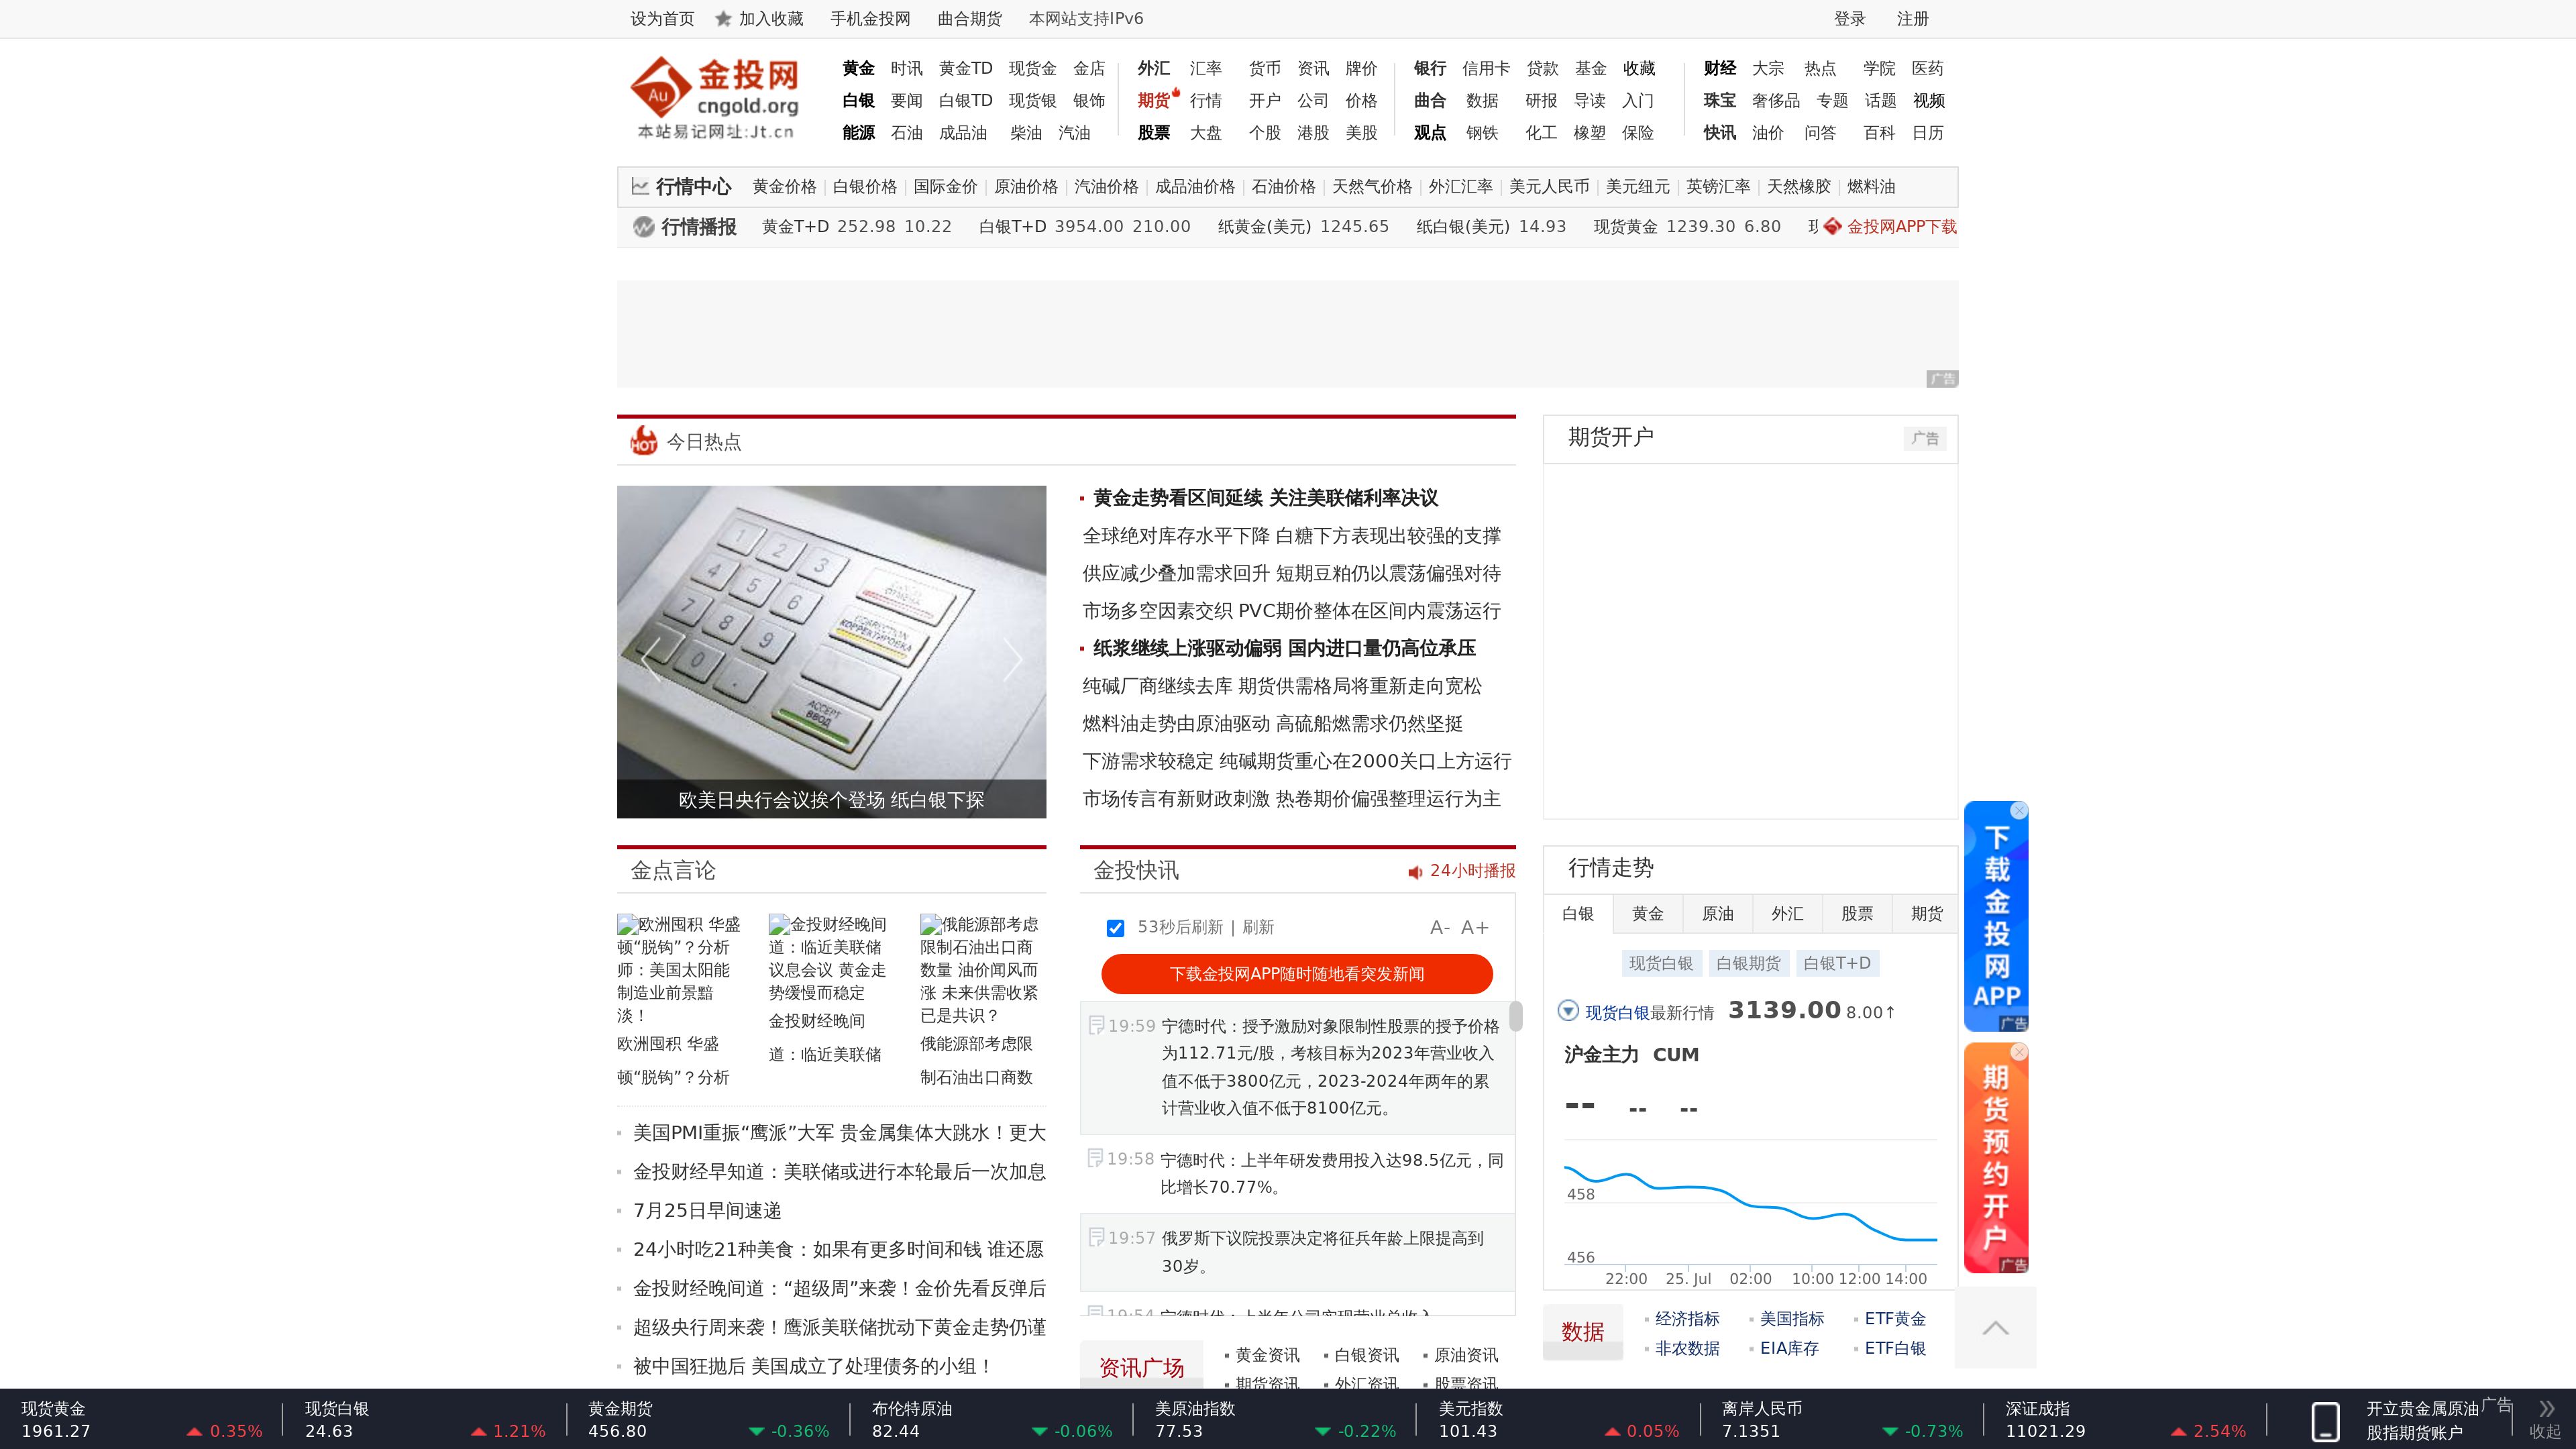 设为首页 加入收藏 手机金投网 曲合期货 本网站支持IPv6 登录 注册
金投网
Au
cngold.org
本站易记网址:Jt.cn
黄金 时讯 黄金TD 现货金 金店
白银 要闻 白银TD 现货银 银饰
能源 石油 成品油 柴油 汽油
外汇 汇率 货币 资讯 牌价
期货 行情 开户 公司 价格
股票 大盘 个股 港股 美股
银行 信用卡 贷款 基金 收藏
曲合 数据 研报 导读 入门
观点 钢铁 化工 橡塑 保险
财经 大宗 热点 学院 医药
珠宝 奢侈品 专题 话题 视频
快讯 油价 问答 百科 日历
行情中心 黄金价格 | 白银价格 | 国际金价 | 原油价格 | 汽油价格 | 成品油价格 | 石油价格 | 天然气价格 | 外汇汇率 | 美元人民币 | 美元纽元 | 英镑汇率 | 天然橡胶 | 燃料油
行情播报 黄金T+D 252.98 10.22 白银T+D 3954.00 210.00 纸黄金(美元) 1245.65 纸白银(美元) 14.93 现货黄金 1239.30 6.80 金投网APP下载
广告
HOT 今日热点
1 2 3
4 5 6
7 8 9
0 .
CORRECTION
КОРРЕКТИРОВКА
ACCEPT
ВВОД
欧美日央行会议挨个登场 纸白银下探
黄金走势看区间延续 关注美联储利率决议
全球绝对库存水平下降 白糖下方表现出较强的支撑
供应减少叠加需求回升 短期豆粕仍以震荡偏强对待
市场多空因素交织 PVC期价整体在区间内震荡运行
纸浆继续上涨驱动偏弱 国内进口量仍高位承压
纯碱厂商继续去库 期货供需格局将重新走向宽松
燃料油走势由原油驱动 高硫船燃需求仍然坚挺
下游需求较稳定 纯碱期货重心在2000关口上方运行
市场传言有新财政刺激 热卷期价偏强整理运行为主
期货开户
广告
金点言论
欧洲囤积 华盛
顿“脱钩”？分析
师：美国太阳能
制造业前景黯
淡！
欧洲囤积 华盛
顿“脱钩”？分析
金投财经晚间
道：临近美联储
议息会议 黄金走
势缓慢而稳定
金投财经晚间
道：临近美联储
俄能源部考虑
限制石油出口商
数量 油价闻风而
涨 未来供需收紧
已是共识？
俄能源部考虑限
制石油出口商数
美国PMI重振“鹰派”大军 贵金属集体大跳水！更大
金投财经早知道：美联储或进行本轮最后一次加息
7月25日早间速递
24小时吃21种美食：如果有更多时间和钱 谁还愿
金投财经晚间道：“超级周”来袭！金价先看反弹后
超级央行周来袭！鹰派美联储扰动下黄金走势仍谨
被中国狂抛后 美国成立了处理债务的小组！
金投快讯 24小时播报
53秒后刷新 | 刷新 A- A+
下载金投网APP随时随地看突发新闻
19:59 宁德时代：授予激励对象限制性股票的授予价格
为112.71元/股，考核目标为2023年营业收入
值不低于3800亿元，2023-2024年两年的累
计营业收入值不低于8100亿元。
19:58 宁德时代：上半年研发费用投入达98.5亿元，同
比增长70.77%。
19:57 俄罗斯下议院投票决定将征兵年龄上限提高到
30岁。
19:54 宁德时代：上半年公司实现营业总收入
资讯广场
黄金资讯 白银资讯 原油资讯
期货资讯 外汇资讯 股票资讯
行情走势
白银 黄金 原油 外汇 股票 期货
现货白银 白银期货 白银T+D
现货白银最新行情 3139.00 8.00↑
沪金主力 CUM
-- -- --
458
456
22:00 25. Jul 02:00 10:00 12:00 14:00
数据
经济指标 美国指标 ETF黄金
非农数据 EIA库存 ETF白银
下
载
金
投
网
APP
广告
期
货
预
约
开
户
广告
现货黄金
1961.27 0.35%
现货白银
24.63 1.21%
黄金期货
456.80 -0.36%
布伦特原油
82.44 -0.06%
美原油指数
77.53 -0.22%
美元指数
101.43 0.05%
离岸人民币
7.1351 -0.73%
深证成指
11021.29 2.54%
开立贵金属原油
股指期货账户
广告
收起